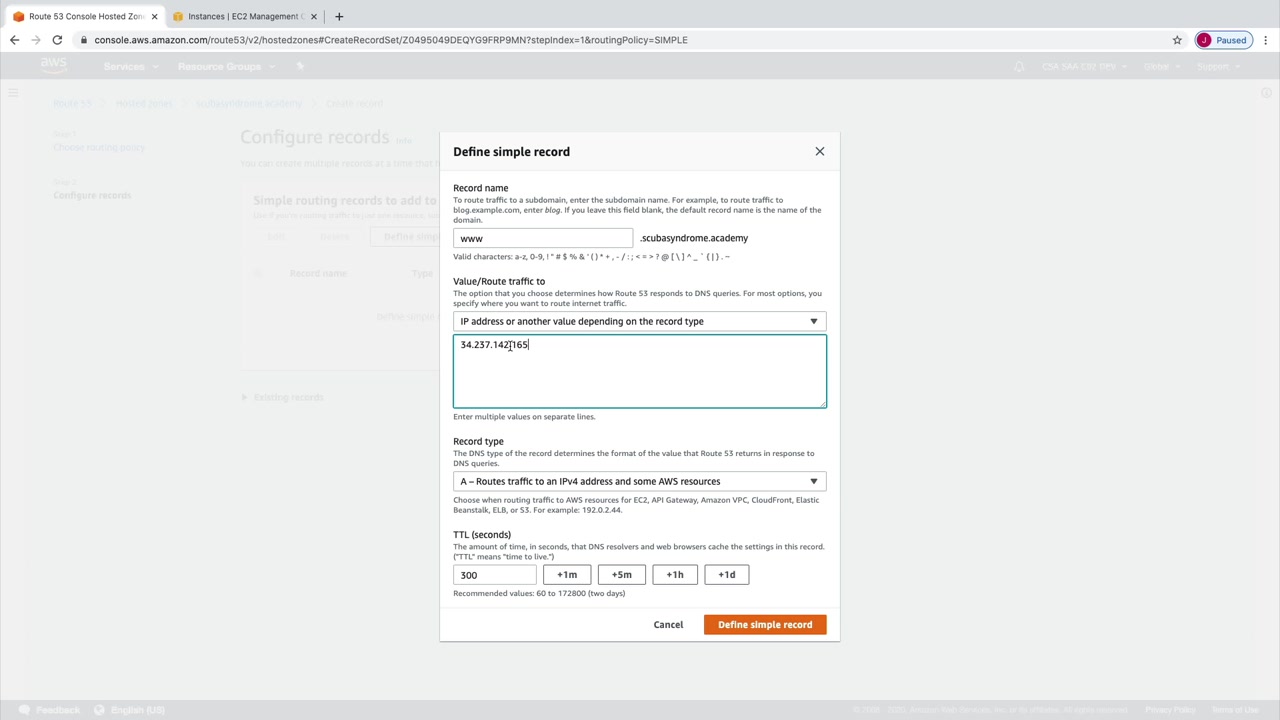 Route 53 Console Hosted Zon
Instances | EC2 Management C
console.aws.amazon.com/route53/v2/hostedzones#CreateRecordSet/Z0495049DEQYG9FRP9MN?stepIndex=1&routingPolicy=SIMPLE
J Paused
aws Services Resource Groups Global Support
Route 53 > Hosted zones > scubasyndrome.academy > Create record
Step 1
Choose routing policy
Step 2
Configure records
Configure records Info
You can create multiple records at a time that h
Simple routing records to add to
Use if you're routing traffic to just one resource, suc
Edit Delete Define simp
Record name Type
Define simple
Existing records
Define simple record
Record name
To route traffic to a subdomain, enter the subdomain name. For example, to route traffic to
blog.example.com, enter blog. If you leave this field blank, the default record name is the name of the
domain.
www .scubasyndrome.academy
Valid characters: a-z, 0-9, ! " # $ % & ' ( ) * + , - / : ; < = > ? @ [ \ ] ^ _ ` { | } . ~
Value/Route traffic to
The option that you choose determines how Route 53 responds to DNS queries. For most options, you
specify where you want to route internet traffic.
IP address or another value depending on the record type
34.237.142.165
Enter multiple values on separate lines.
Record type
The DNS type of the record determines the format of the value that Route 53 returns in response to
DNS queries.
A – Routes traffic to an IPv4 address and some AWS resources
Choose when routing traffic to AWS resources for EC2, API Gateway, Amazon VPC, CloudFront, Elastic
Beanstalk, ELB, or S3. For example: 192.0.2.44.
TTL (seconds)
The amount of time, in seconds, that DNS resolvers and web browsers cache the settings in this record.
("TTL" means "time to live.")
300 +1m +5m +1h +1d
Recommended values: 60 to 172800 (two days)
Cancel Define simple record
Feedback English (US) © 2008 - 2020, Amazon Web Services, Inc. or its affiliates. All rights reserved. Privacy Policy Terms of Use